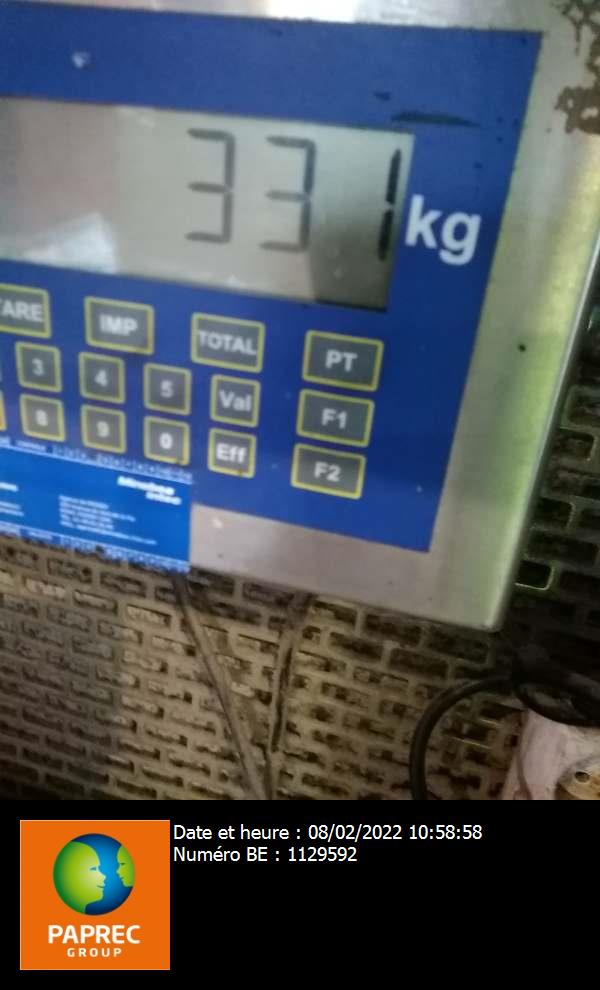 331 kg
TARE IMP TOTAL PT
3 4 5 Val F1
8 9 0 Eff F2
Date et heure : 08/02/2022 10:58:58
Numéro BE : 1129592
PAPREC
GROUP